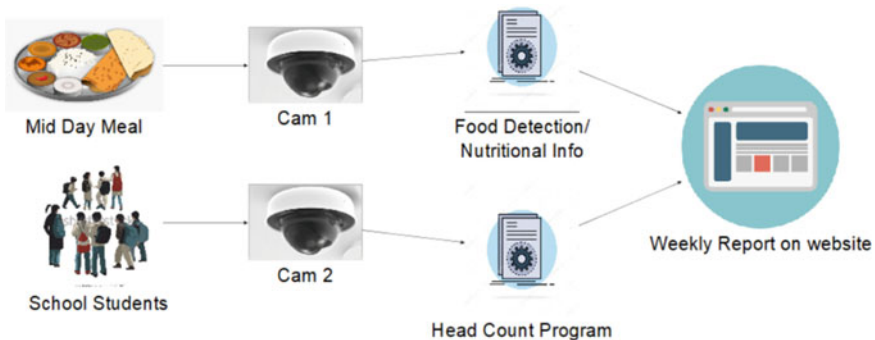 Mid Day Meal
Cam 1
Food Detection/
Nutritional Info
School Students
Cam 2
Head Count Program
Weekly Report on website